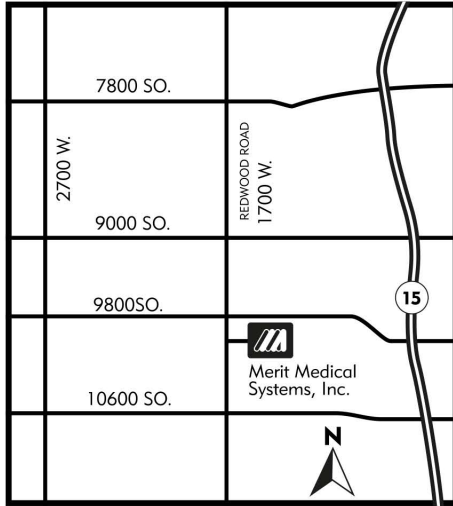 7800 SO.
2700 W.
REDWOOD ROAD
1700 W.
9000 SO.
9800SO.
15
Merit Medical
Systems, Inc.
10600 SO.
N